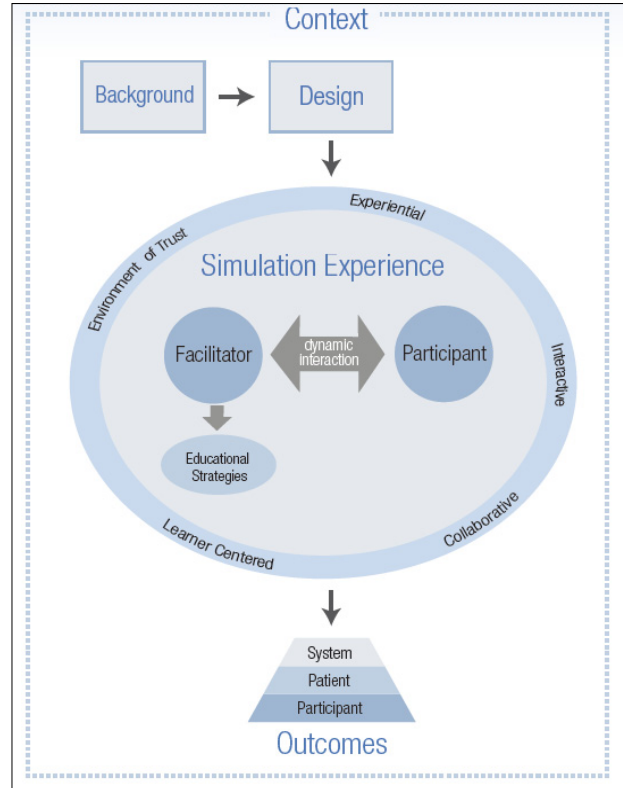 Context
Background
Design
Experiential
Environment of Trust
Simulation Experience
Facilitator
dynamic
interaction
Participant
Interactive
Educational
Strategies
Learner Centered
Collaborative
System
Patient
Participant
Outcomes